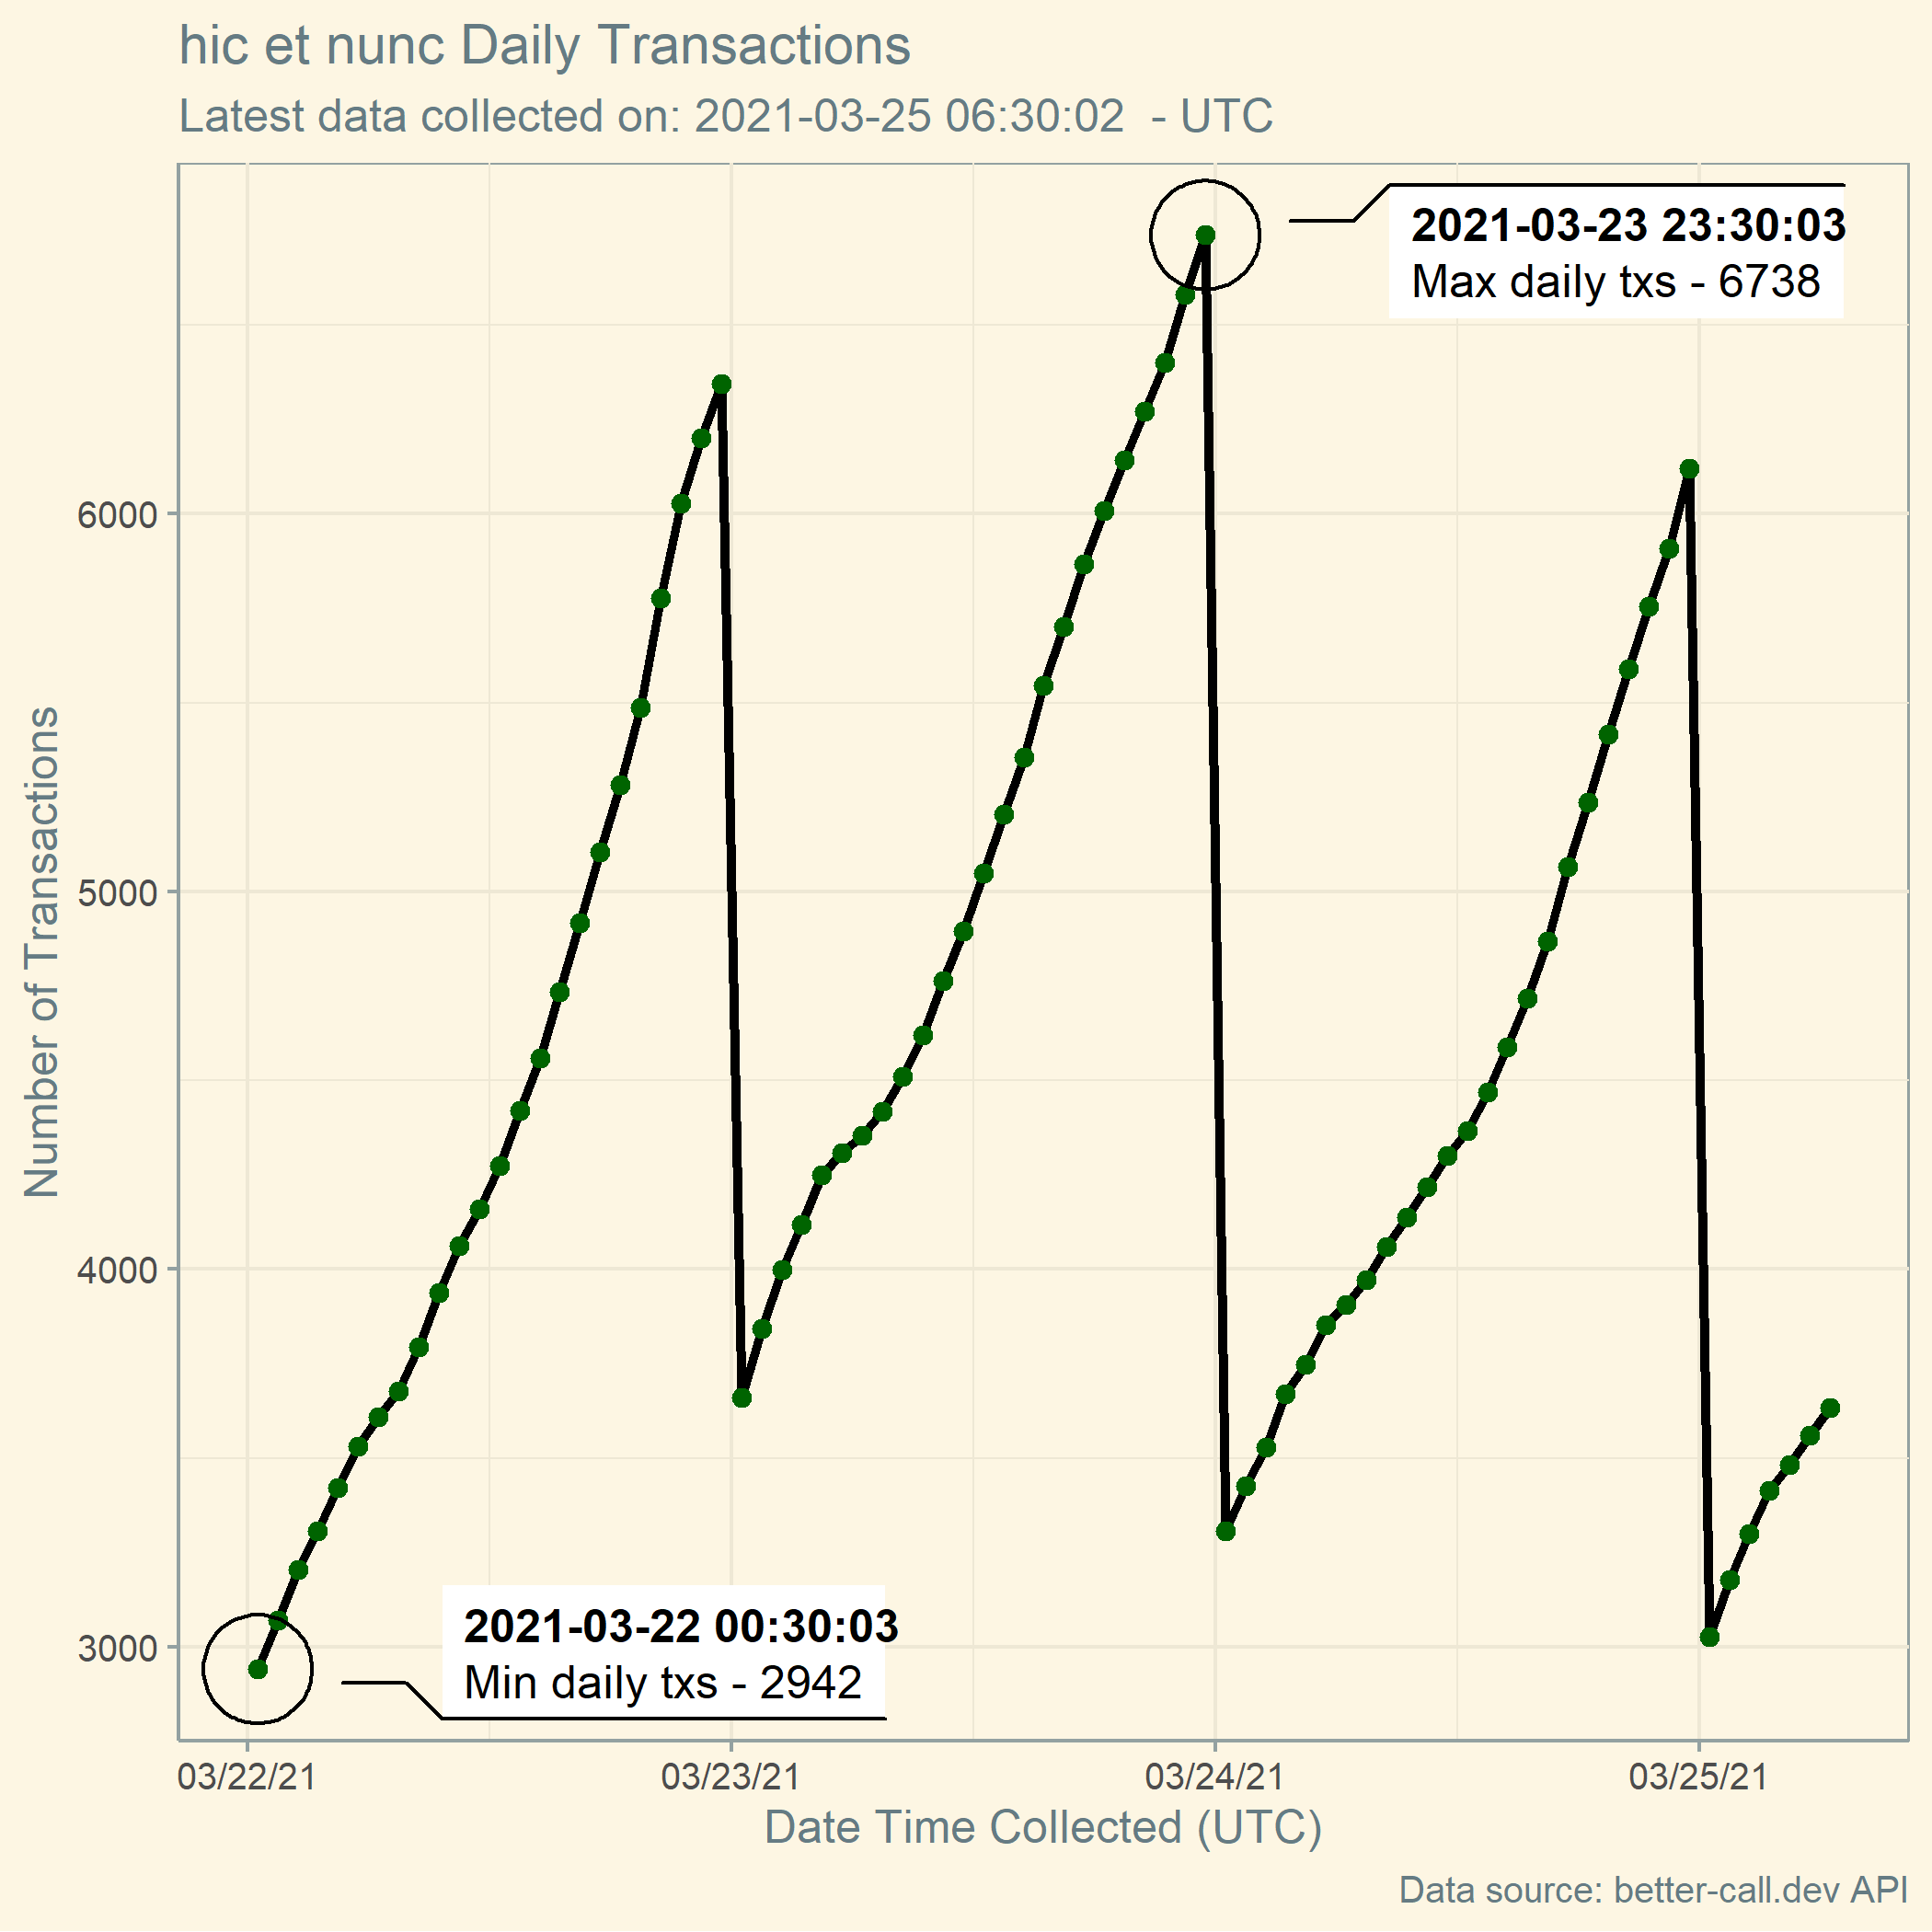 hic et nunc Daily Transactions
Latest data collected on: 2021-03-25 06:30:02  - UTC
2021-03-23 23:30:03
Max daily txs - 6738
6000
5000
4000
3000
Number of Transactions
2021-03-22 00:30:03
Min daily txs - 2942
03/22/21 03/23/21 03/24/21 03/25/21
Date Time Collected (UTC)
Data source: better-call.dev API